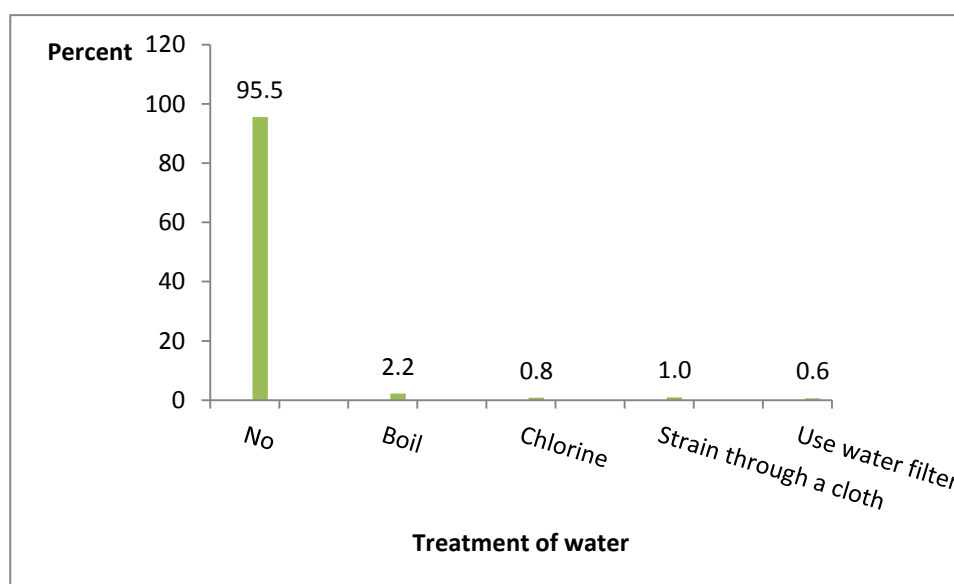 Percent
120
100
80
60
40
20
0
95.5
2.2
0.8
1.0
0.6
No
Boil
Chlorine
Strain through a cloth
Use water filter
Treatment of water